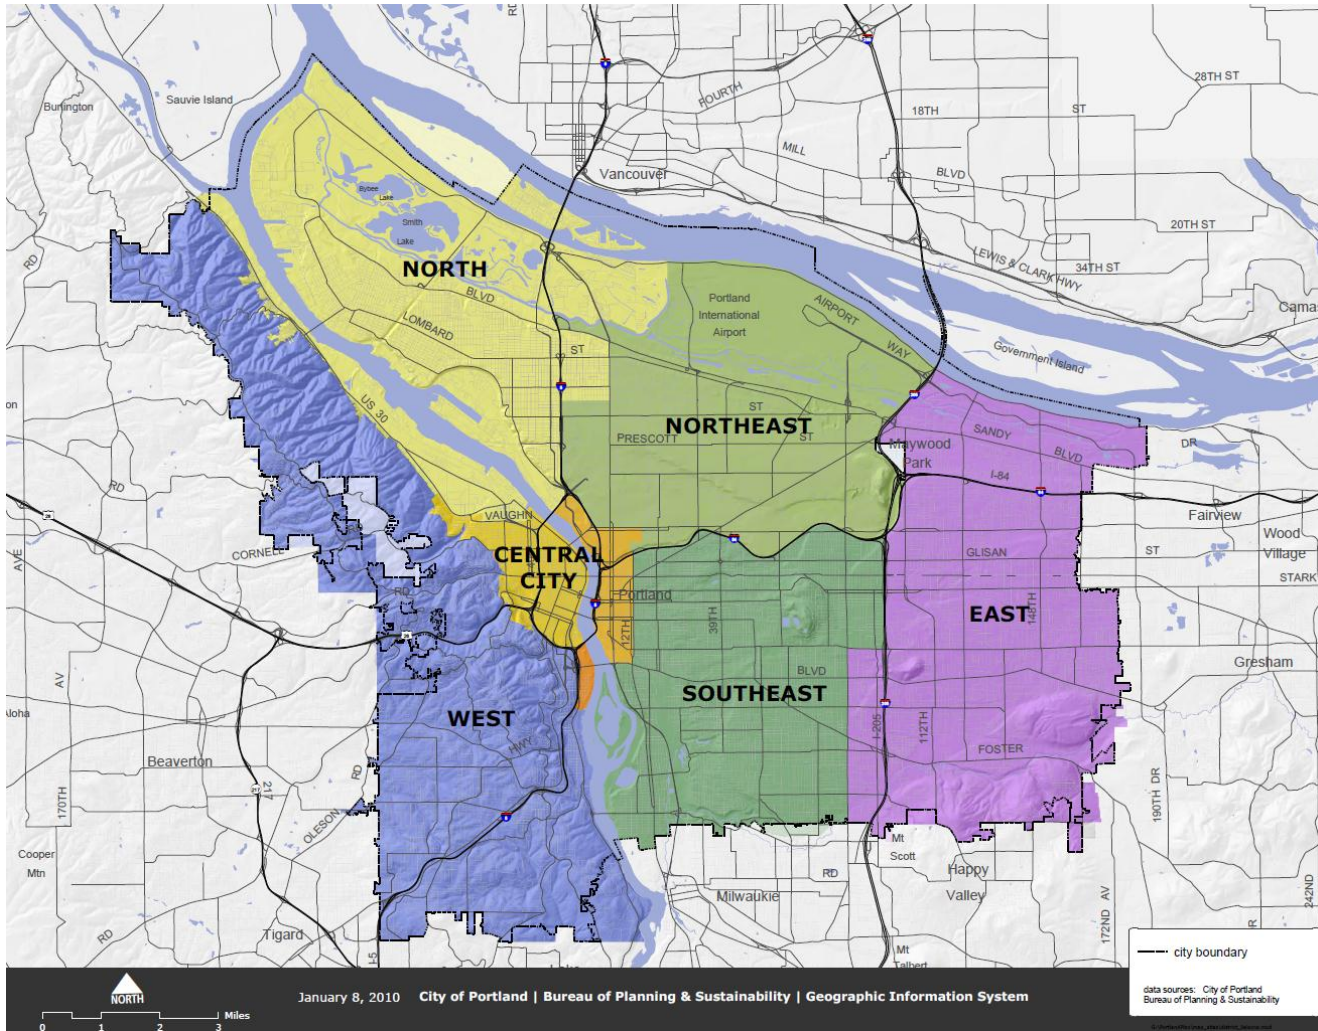 RD
28TH ST
Burlington
Sauvie Island
FOURTH
18TH
ST
MILL
Vancouver
BLVD
Bybee
Lake
20TH ST
Smith
Lake
LEWIS & CLARK HWY
34TH ST
RD
NORTH
BLVD
Portland
International
Airport
AIRPORT
WAY
Camas
LOMBARD
ST
Government Island
US 30
ST
NORTHEAST
PRESCOTT
ST
SANDY
BLVD
DR
Maywood
Park
I-84
RD
VAUGHN
Fairview
Wood
Village
AVE
CORNELL
CENTRAL
CITY
GLISAN
ST
STARK
RD
Portland
12TH
39TH
148TH
EAST
BLVD
Gresham
AV
SOUTHEAST
Aloha
WEST
HWY
I-205
112TH
FOSTER
Beaverton
RD
217
170TH
OLESON
190TH DR
Cooper
Mtn
Mt
Scott
Happy
Valley
RD
Milwaukie
172ND AV
242ND
RD
Tigard
I-5
Mt
Talbert
DR
city boundary
data sources: City of Portland
Bureau of Planning & Sustainability
NORTH
January 8, 2010 City of Portland | Bureau of Planning & Sustainability | Geographic Information System
Miles
0 1 2 3